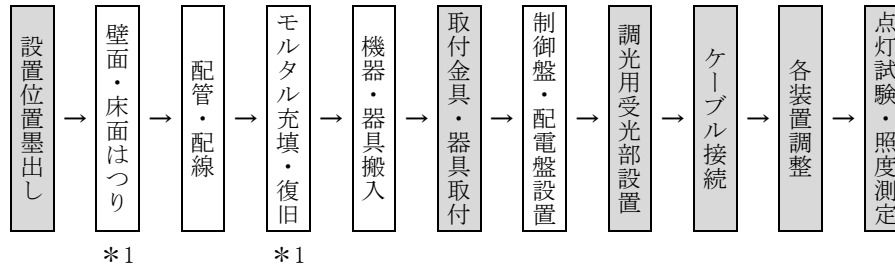 設置位置墨出し
→
壁面・床面はつり
→
配管・配線
→
モルタル充填・復旧
→
機器・器具搬入
→
取付金具・器具取付
→
制御盤・配電盤設置
→
調光用受光部設置
→
ケーブル接続
→
各装置調整
→
点灯試験・照度測定
＊1
＊1